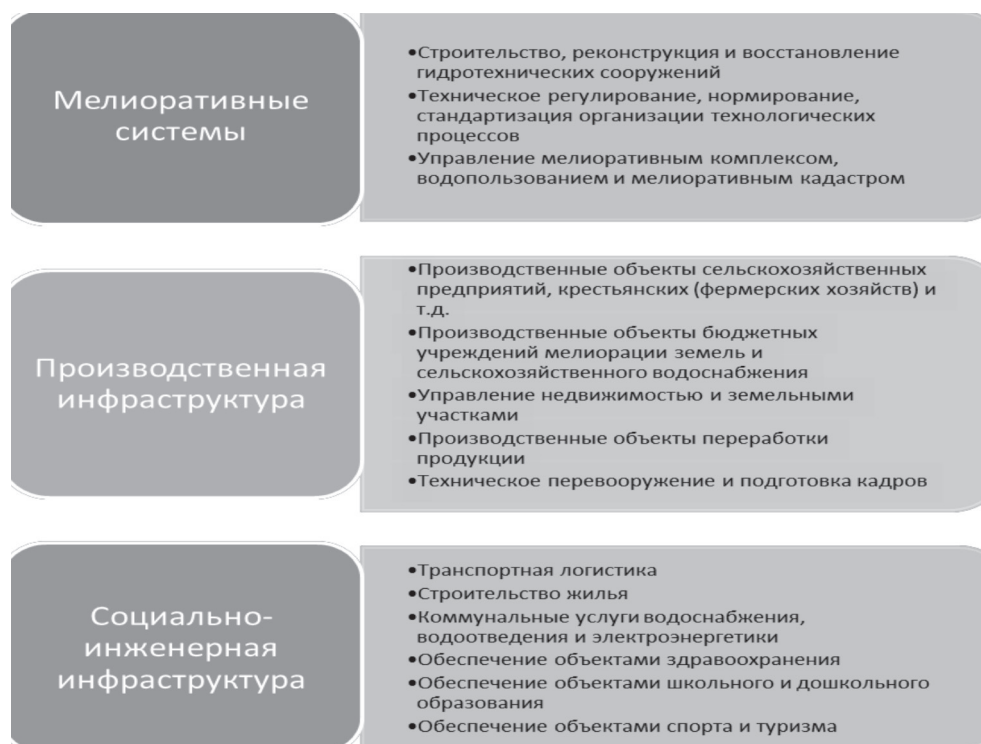 Мелиоративные
системы
•Строительство, реконструкция и восстановление
гидротехнических сооружений
•Техническое регулирование, нормирование,
стандартизация организации технологических
процессов
•Управление мелиоративным комплексом,
водопользованием и мелиоративным кадастром
Производственная
инфраструктура
•Производственные объекты сельскохозяйственных
предприятий, крестьянских (фермерских хозяйств) и
т.д.
•Производственные объекты бюджетных
учреждений мелиорации земель и
сельскохозяйственного водоснабжения
•Управление недвижимостью и земельными
участками
•Производственные объекты переработки
продукции
•Техническое перевооружение и подготовка кадров
Социально-
инженерная
инфраструктура
•Транспортная логистика
•Строительство жилья
•Коммунальные услуги водоснабжения,
водоотведения и электроэнергетики
•Обеспечение объектами здравоохранения
•Обеспечение объектами школьного и дошкольного
образования
•Обеспечение объектами спорта и туризма